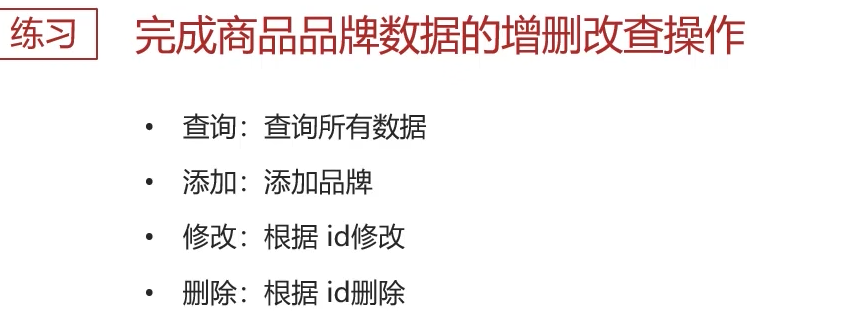 练习
完成商品品牌数据的增删改查操作
• 查询：查询所有数据
• 添加：添加品牌
• 修改：根据 id修改
• 删除：根据 id删除